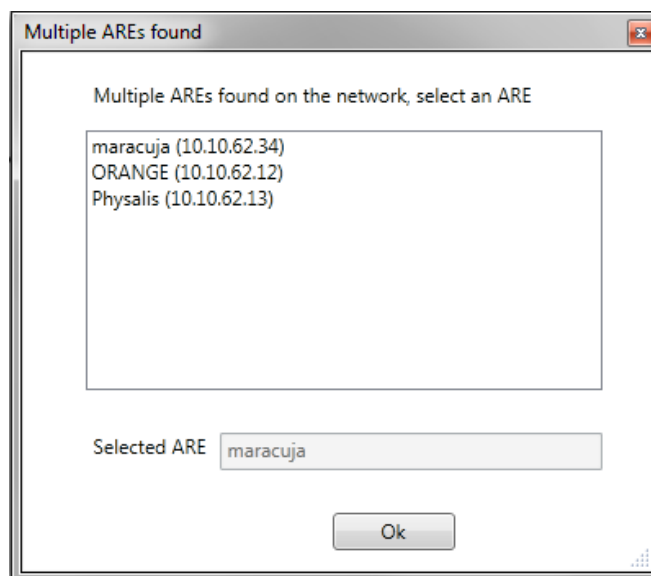 Multiple AREs found
Multiple AREs found on the network, select an ARE
maracuja (10.10.62.34)
ORANGE (10.10.62.12)
Physalis (10.10.62.13)
Selected ARE maracuja
Ok